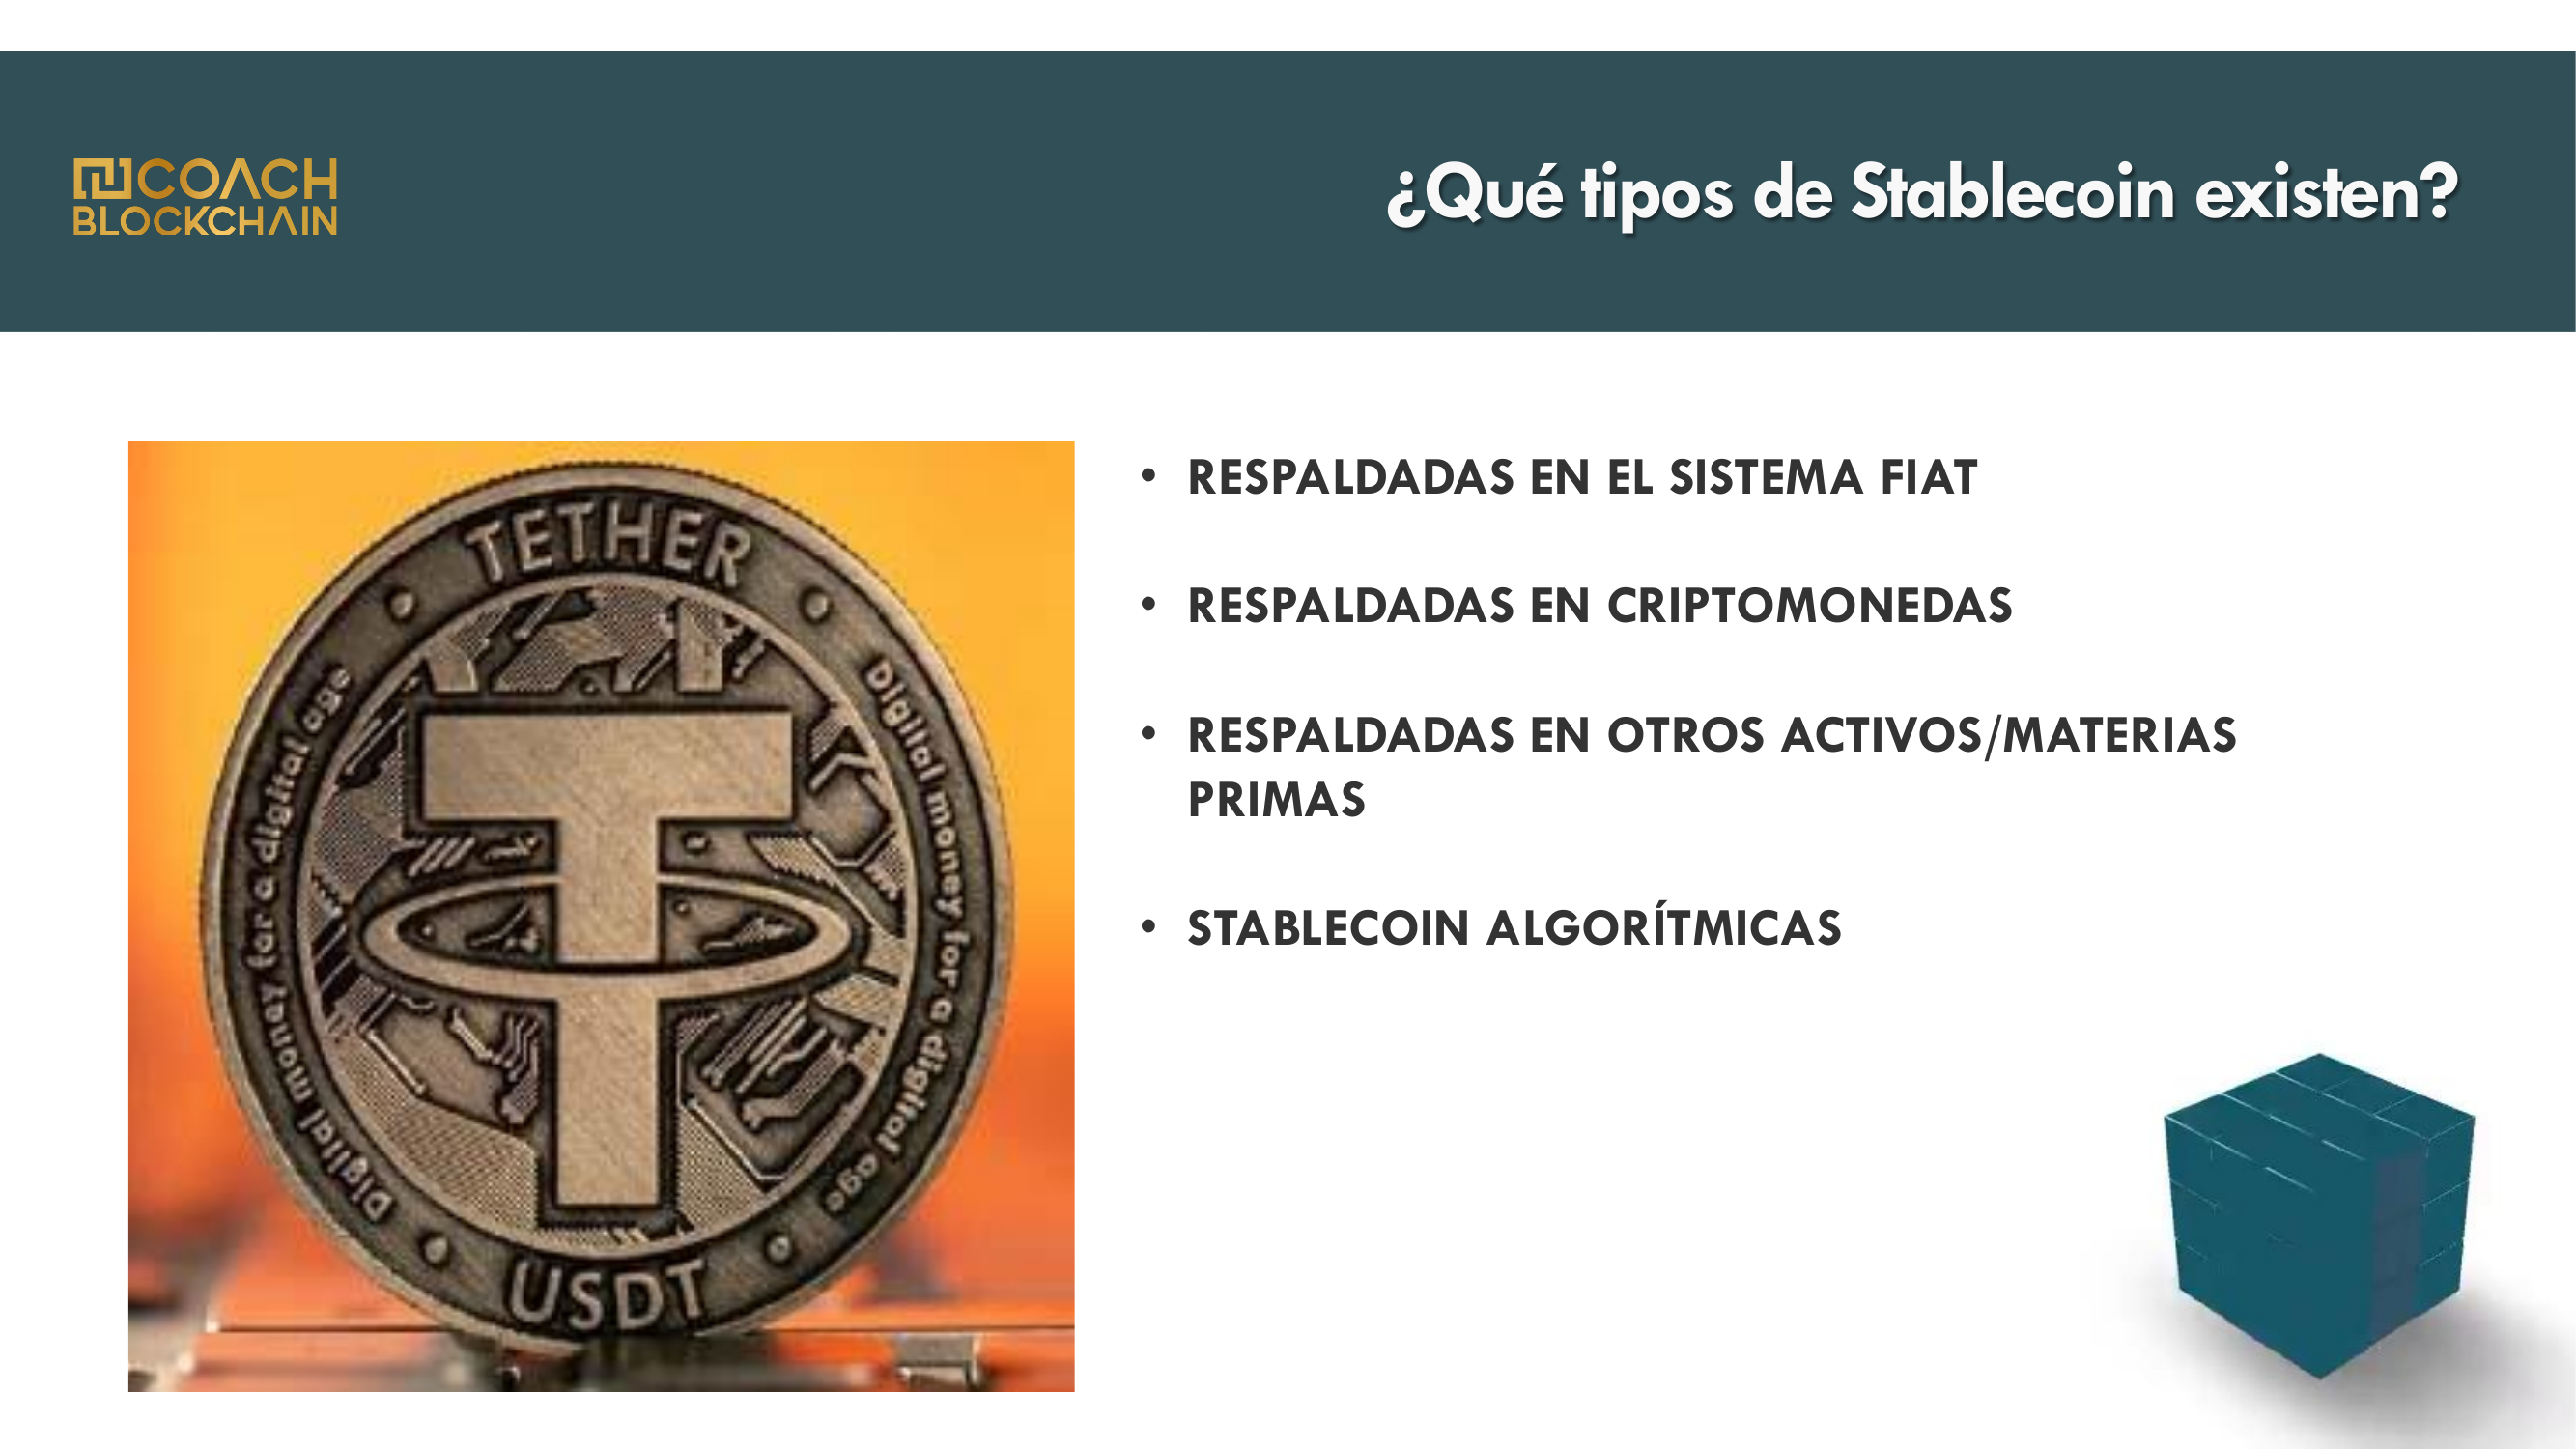 COACH
BLOCKCHAIN
¿Qué tipos de Stablecoin existen?
TETHER
Digital money for a digital age
Digital money for a digital age
USDT
• RESPALDADAS EN EL SISTEMA FIAT
• RESPALDADAS EN CRIPTOMONEDAS
• RESPALDADAS EN OTROS ACTIVOS/MATERIAS
PRIMAS
• STABLECOIN ALGORÍTMICAS